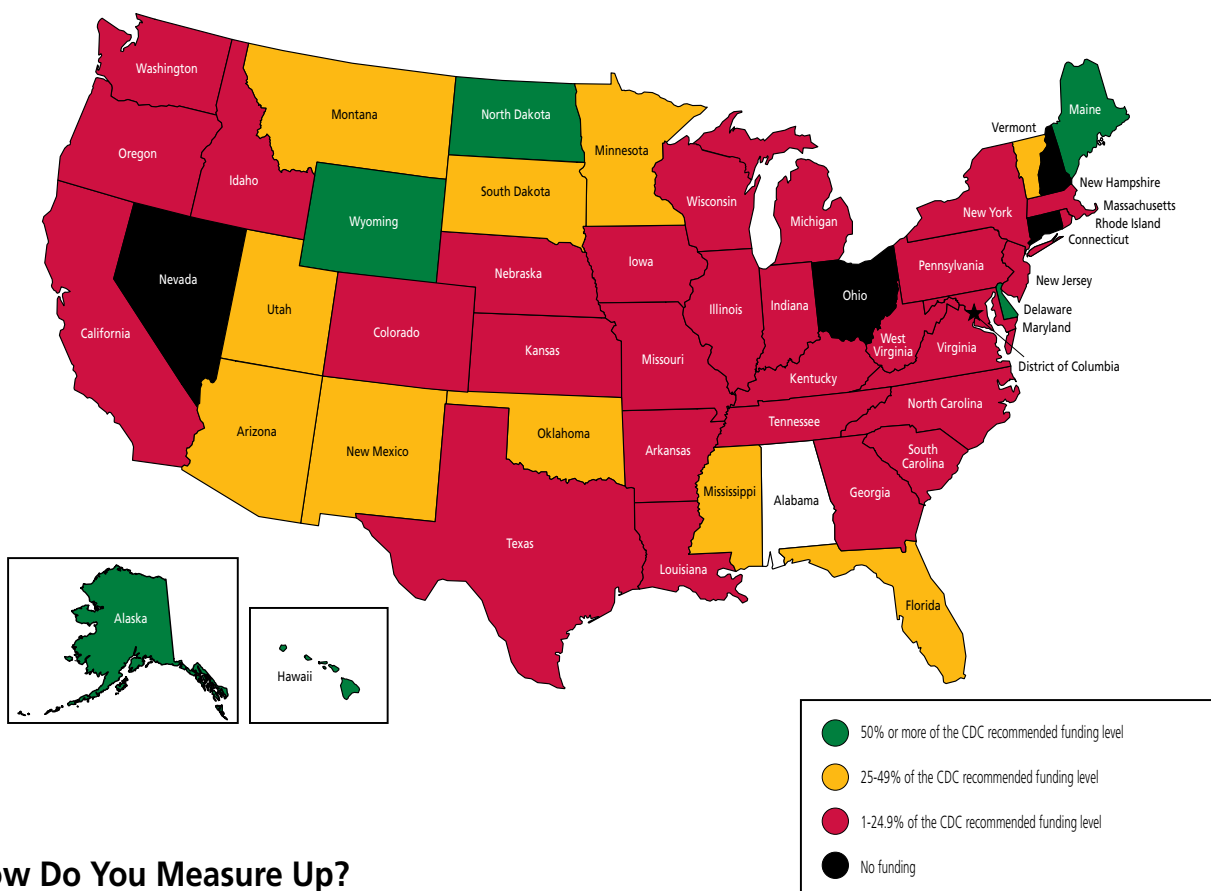 Washington
Montana
North Dakota
Minnesota
Maine
Vermont
Oregon
Idaho
South Dakota
Wisconsin
Michigan
New York
New Hampshire
Massachusetts
Rhode Island
Connecticut
Wyoming
Nevada
Utah
California
Colorado
Nebraska
Iowa
Illinois
Indiana
Ohio
Pennsylvania
New Jersey
Delaware
Maryland
West
Virginia
Virginia
District of Columbia
Kansas
Missouri
Kentucky
North Carolina
Tennessee
Arizona
New Mexico
Oklahoma
Arkansas
South
Carolina
Mississippi
Alabama
Georgia
Texas
Louisiana
Florida
Alaska
Hawaii
50% or more of the CDC recommended funding level
25-49% of the CDC recommended funding level
1-24.9% of the CDC recommended funding level
No funding
Do You Measure Up?